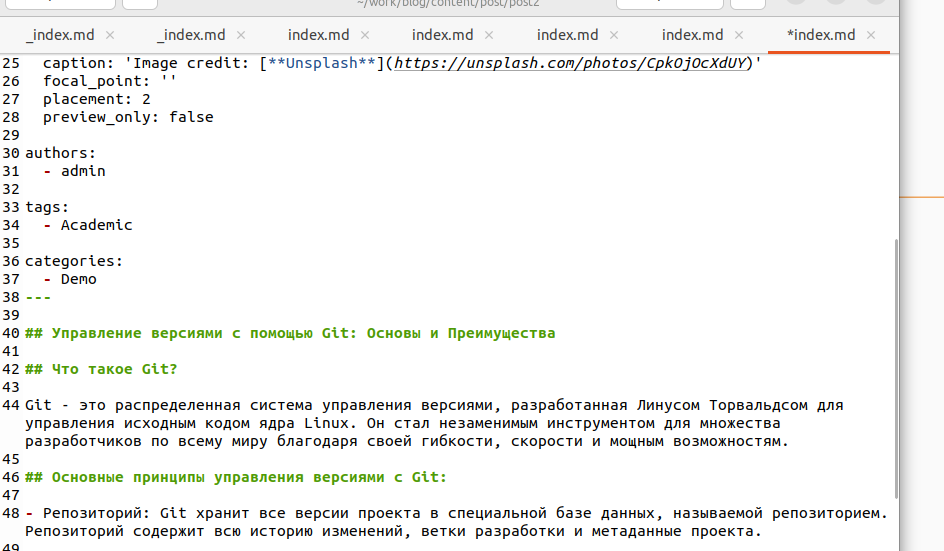 ~/work/blog/content/post/post2
_index.md × _index.md × index.md × index.md × index.md × index.md × *index.md ×
25 caption: 'Image credit: [**Unsplash**](https://unsplash.com/photos/CpkOjOcXdUY)'
26 focal_point: ''
27 placement: 2
28 preview_only: false
29
30 authors:
31 - admin
32
33 tags:
34 - Academic
35
36 categories:
37 - Demo
38 ---
39
40 ## Управление версиями с помощью Git: Основы и Преимущества
41
42 ## Что такое Git?
43
44 Git - это распределенная система управления версиями, разработанная Линусом Торвальдсом для
управления исходным кодом ядра Linux. Он стал незаменимым инструментом для множества
разработчиков по всему миру благодаря своей гибкости, скорости и мощным возможностям.
45
46 ## Основные принципы управления версиями с Git:
47
48 - Репозиторий: Git хранит все версии проекта в специальной базе данных, называемой репозиторием.
Репозиторий содержит всю историю изменений, ветки разработки и метаданные проекта.
49